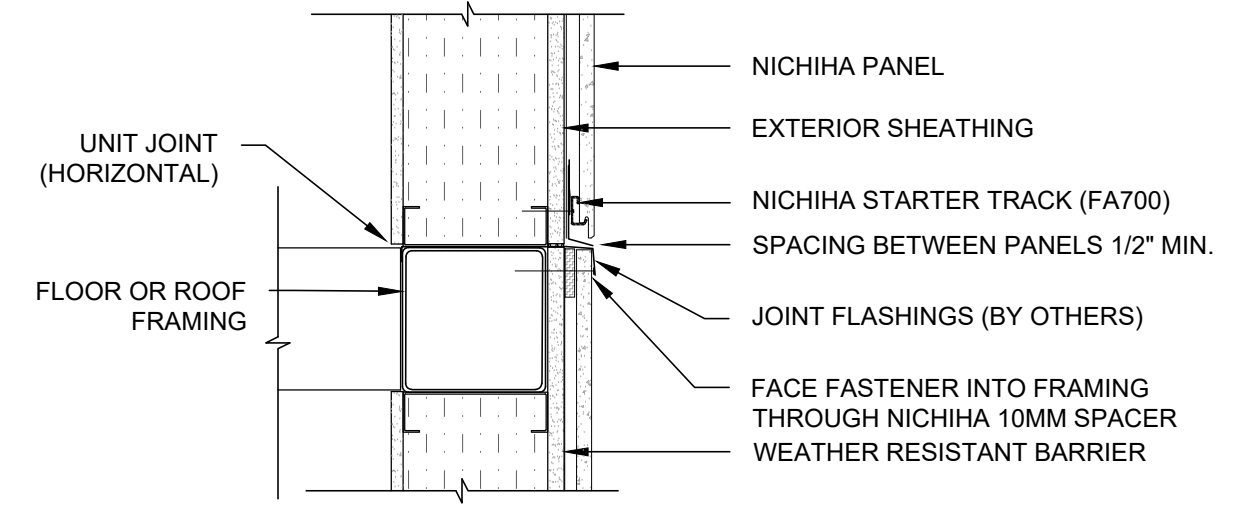 UNIT JOINT
(HORIZONTAL)
FLOOR OR ROOF
FRAMING
NICHIHA PANEL
EXTERIOR SHEATHING
NICHIHA STARTER TRACK (FA700)
SPACING BETWEEN PANELS 1/2" MIN.
JOINT FLASHINGS (BY OTHERS)
FACE FASTENER INTO FRAMING
THROUGH NICHIHA 10MM SPACER
WEATHER RESISTANT BARRIER